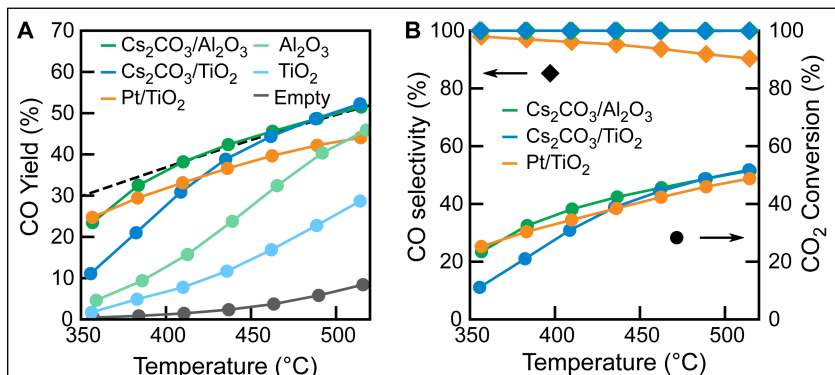 A
CO Yield (%)
70
60
50
40
30
20
10
0
Cs₂CO₃/Al₂O₃
Cs₂CO₃/TiO₂
Pt/TiO₂
Al₂O₃
TiO₂
Empty
350
400
450
500
Temperature (°C)
B
CO selectivity (%)
100
80
60
40
20
0
Cs₂CO₃/Al₂O₃
Cs₂CO₃/TiO₂
Pt/TiO₂
100
80
60
40
20
0
CO₂ Conversion (%)
350
400
450
500
Temperature (°C)